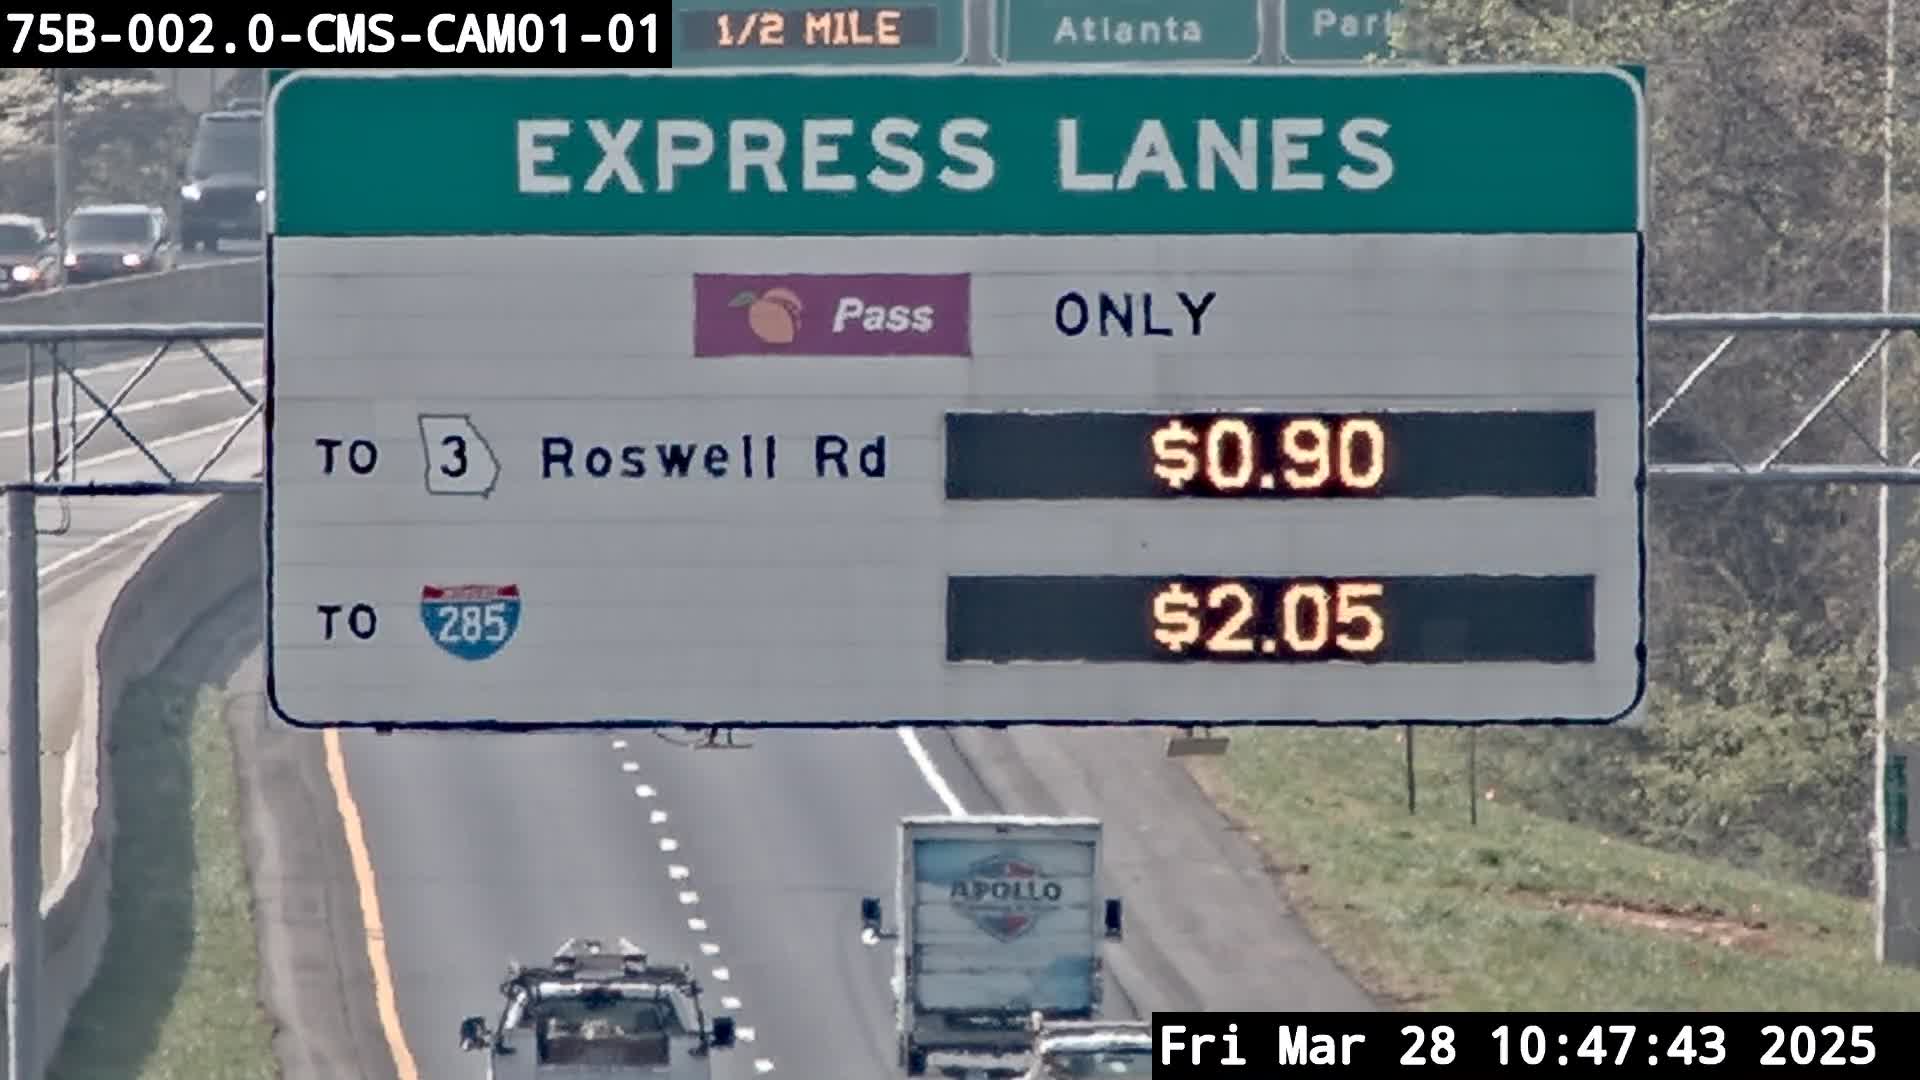 75B-002.0-CMS-CAM01-01
1/2 MILE
Atlanta
EXPRESS LANES
Pass ONLY
TO 3 Roswell Rd $0.90
TO 285 $2.05
APOLLO
Fri Mar 28 10:47:43 2025